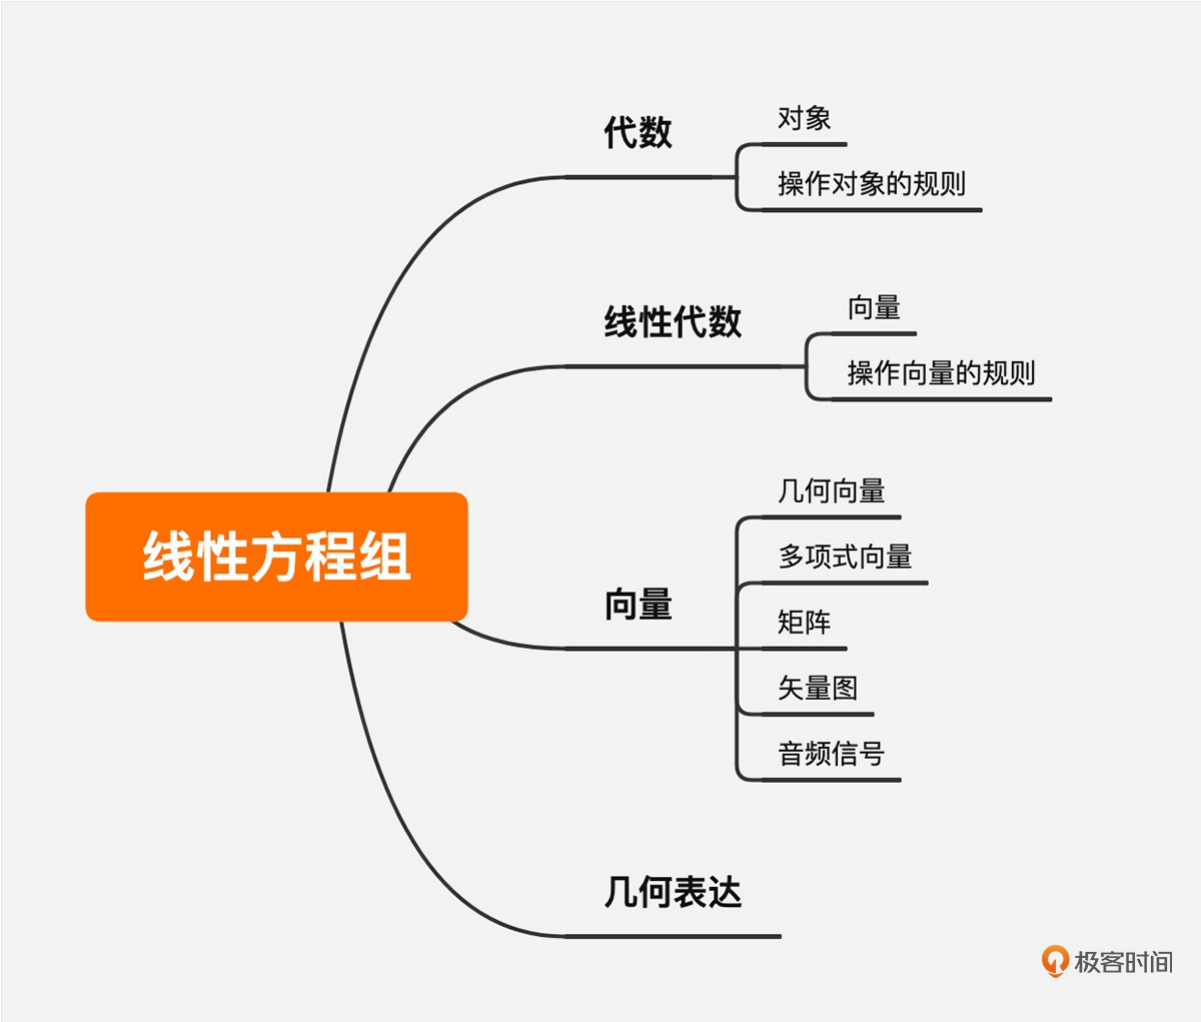 代数
对象
操作对象的规则
线性代数
向量
操作向量的规则
线性方程组
向量
几何向量
多项式向量
矩阵
矢量图
音频信号
几何表达
极客时间